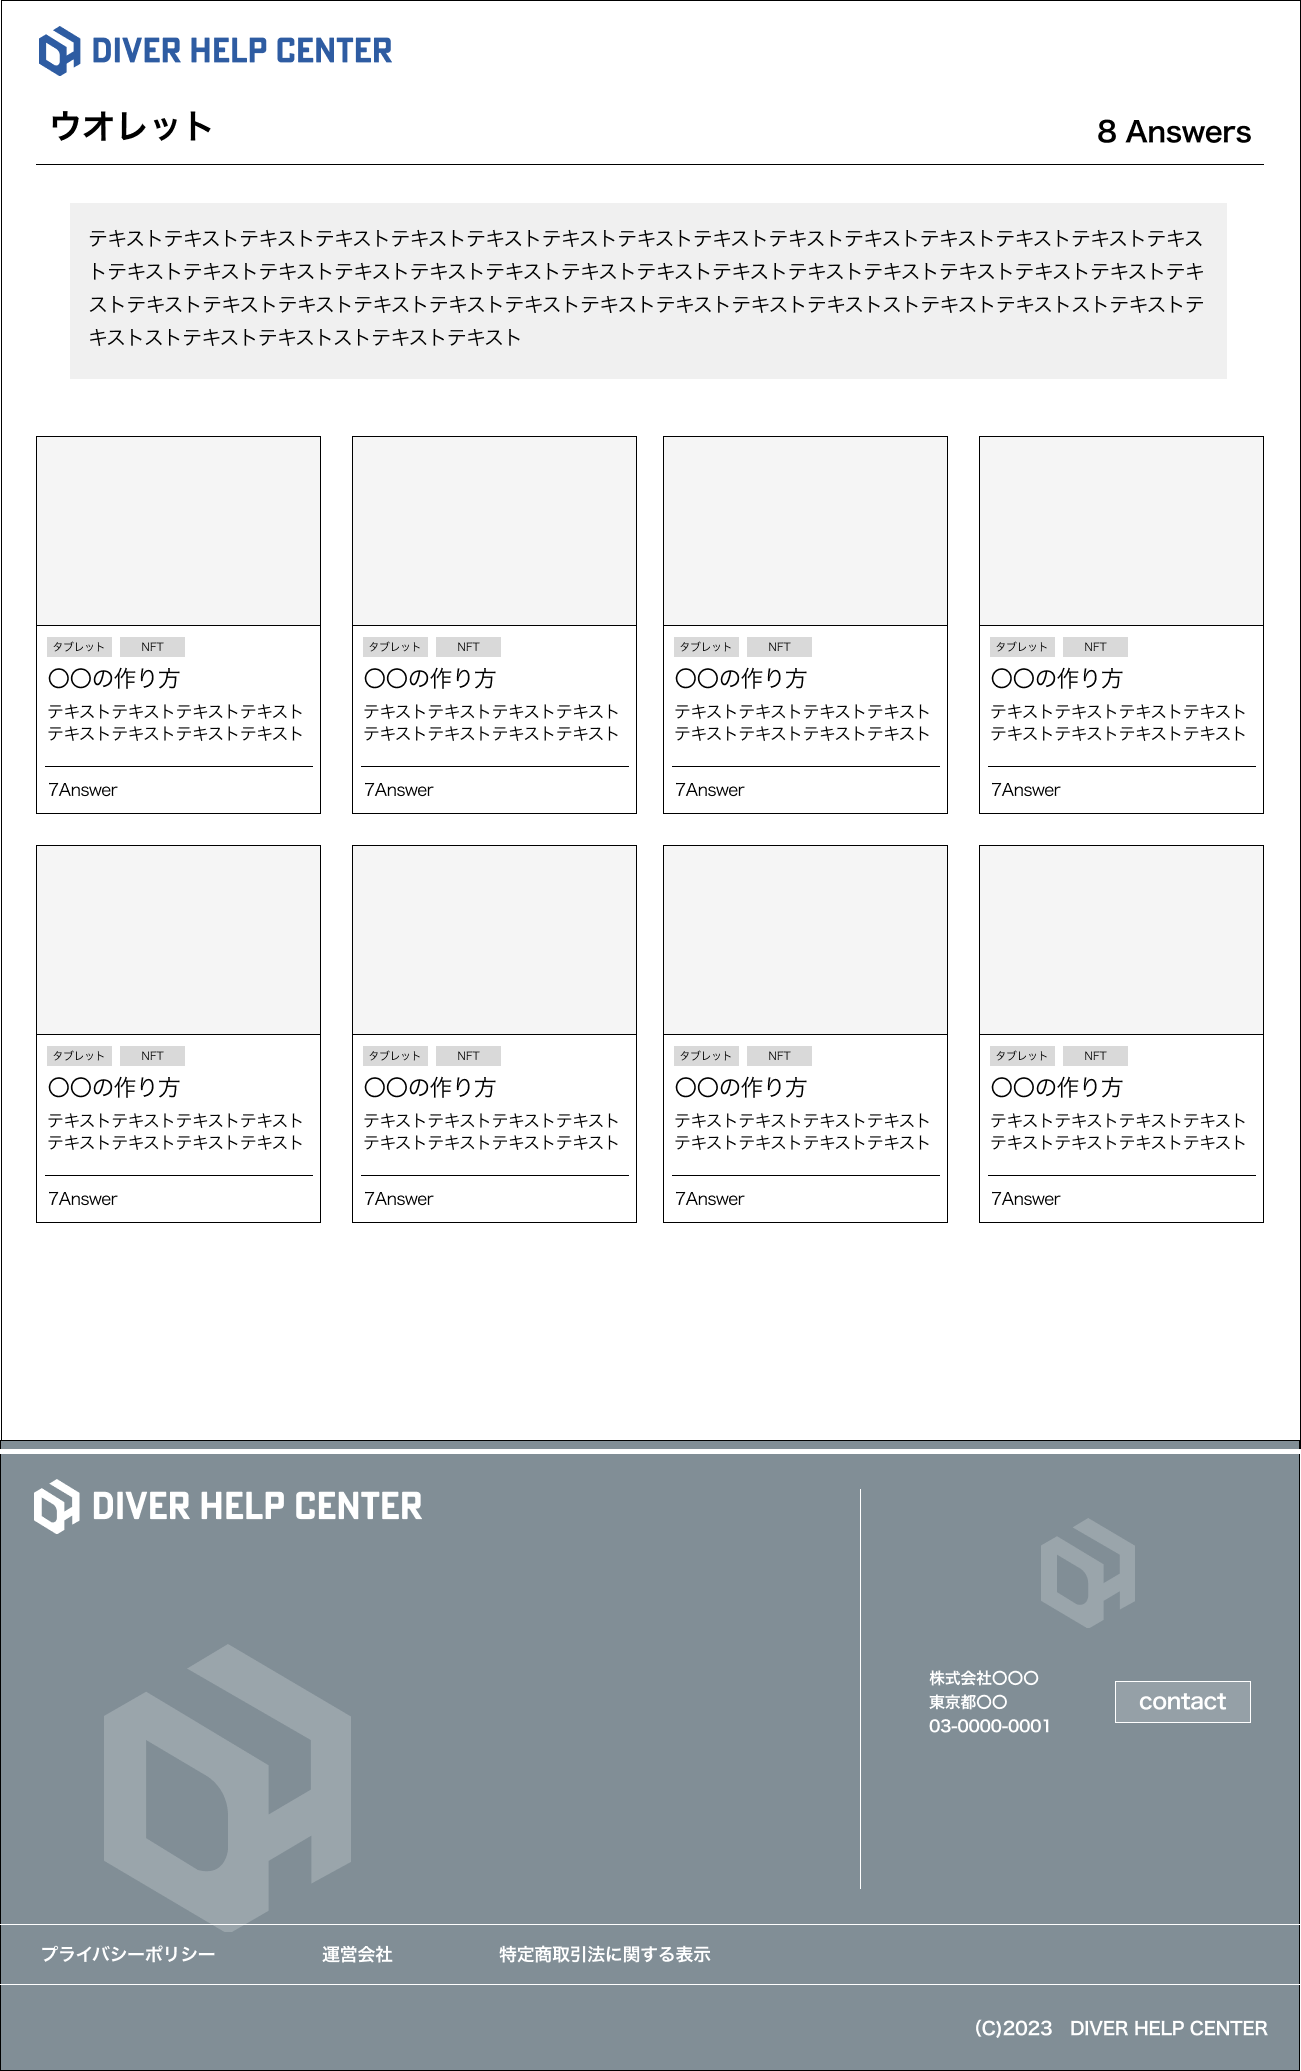 DIVER HELP CENTER
ウオレット
8 Answers
テキストテキストテキストテキストテキストテキストテキストテキストテキストテキストテキストテキストテキストテキストテキス
トテキストテキストテキストテキストテキストテキストテキストテキストテキストテキストテキストテキストテキストテキストテキ
ストテキストテキストテキストテキストテキストテキストテキストテキストテキストテキストストテキストテキストストテキストテ
キストストテキストテキストストテキストテキスト
タブレット NFT
〇〇の作り方
テキストテキストテキストテキスト
テキストテキストテキストテキスト
7Answer
タブレット NFT
〇〇の作り方
テキストテキストテキストテキスト
テキストテキストテキストテキスト
7Answer
タブレット NFT
〇〇の作り方
テキストテキストテキストテキスト
テキストテキストテキストテキスト
7Answer
タブレット NFT
〇〇の作り方
テキストテキストテキストテキスト
テキストテキストテキストテキスト
7Answer
タブレット NFT
〇〇の作り方
テキストテキストテキストテキスト
テキストテキストテキストテキスト
7Answer
タブレット NFT
〇〇の作り方
テキストテキストテキストテキスト
テキストテキストテキストテキスト
7Answer
タブレット NFT
〇〇の作り方
テキストテキストテキストテキスト
テキストテキストテキストテキスト
7Answer
タブレット NFT
〇〇の作り方
テキストテキストテキストテキスト
テキストテキストテキストテキスト
7Answer
DIVER HELP CENTER
株式会社〇〇〇
東京都〇〇
03-0000-0001
contact
プライバシーポリシー
運営会社
特定商取引法に関する表示
(C)2023　DIVER HELP CENTER